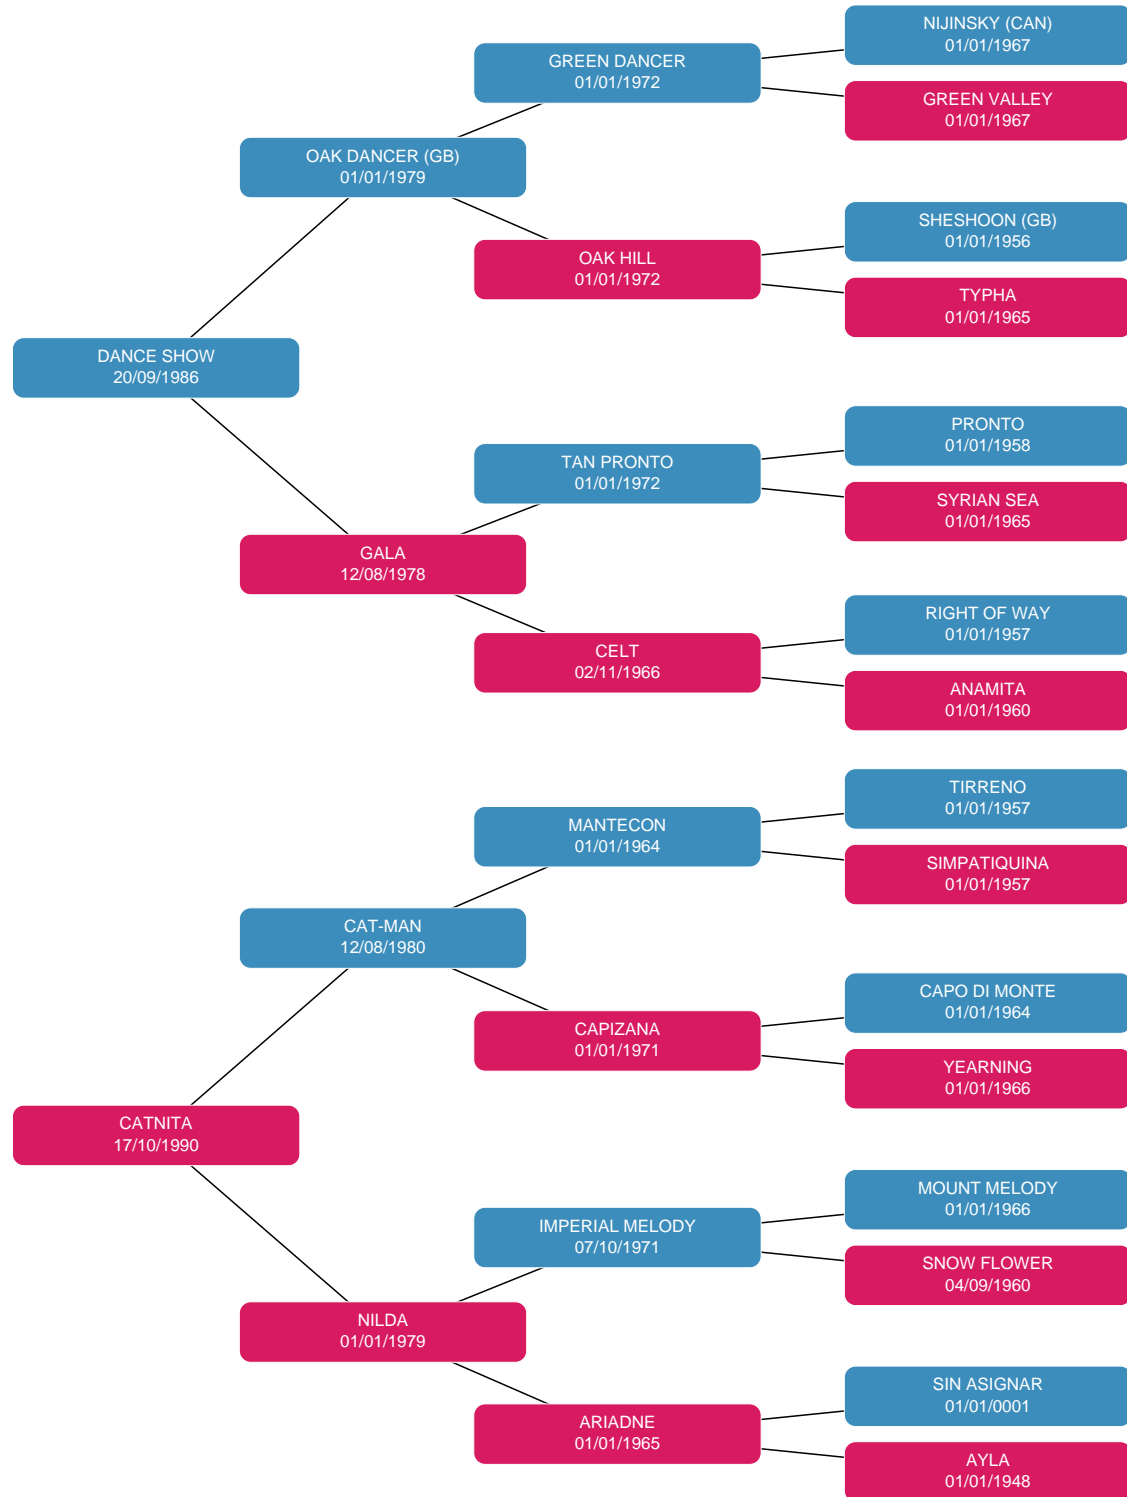 NIJINSKY (CAN)
01/01/1967
GREEN DANCER
01/01/1972
GREEN VALLEY
01/01/1967
OAK DANCER (GB)
01/01/1979
SHESHOON (GB)
01/01/1956
OAK HILL
01/01/1972
TYPHA
01/01/1965
DANCE SHOW
20/09/1986
PRONTO
01/01/1958
TAN PRONTO
01/01/1972
SYRIAN SEA
01/01/1965
GALA
12/08/1978
RIGHT OF WAY
01/01/1957
CELT
02/11/1966
ANAMITA
01/01/1960
TIRRENO
01/01/1957
MANTECON
01/01/1964
SIMPATIQUINA
01/01/1957
CAT-MAN
12/08/1980
CAPO DI MONTE
01/01/1964
CAPIZANA
01/01/1971
YEARNING
01/01/1966
CATNITA
17/10/1990
MOUNT MELODY
01/01/1966
IMPERIAL MELODY
07/10/1971
SNOW FLOWER
04/09/1960
NILDA
01/01/1979
SIN ASIGNAR
01/01/0001
ARIADNE
01/01/1965
AYLA
01/01/1948